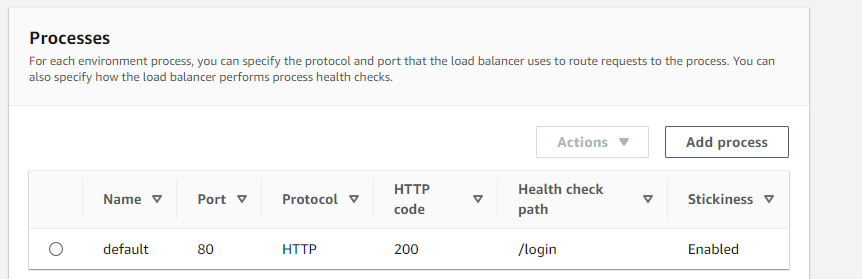 Processes
For each environment process, you can specify the protocol and port that the load balancer uses to route requests to the process. You can
also specify how the load balancer performs process health checks.
Actions Add process
Name Port Protocol HTTP code Health check path Stickiness
default 80 HTTP 200 /login Enabled